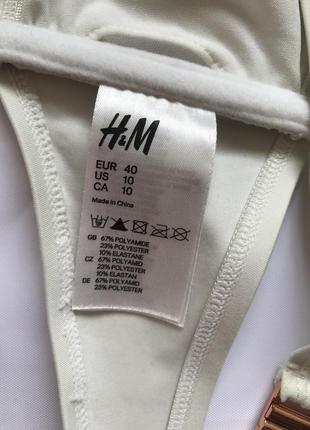 H&M
EUR 40
US 10
CA 10
Made in China
GB 67% POLYAMIDE
23% POLYESTER
10% ELASTANE
CZ 67% POLYAMID
23% POLYESTER
10% ELASTAN
DE 67% POLYAMID
23% POLYESTER